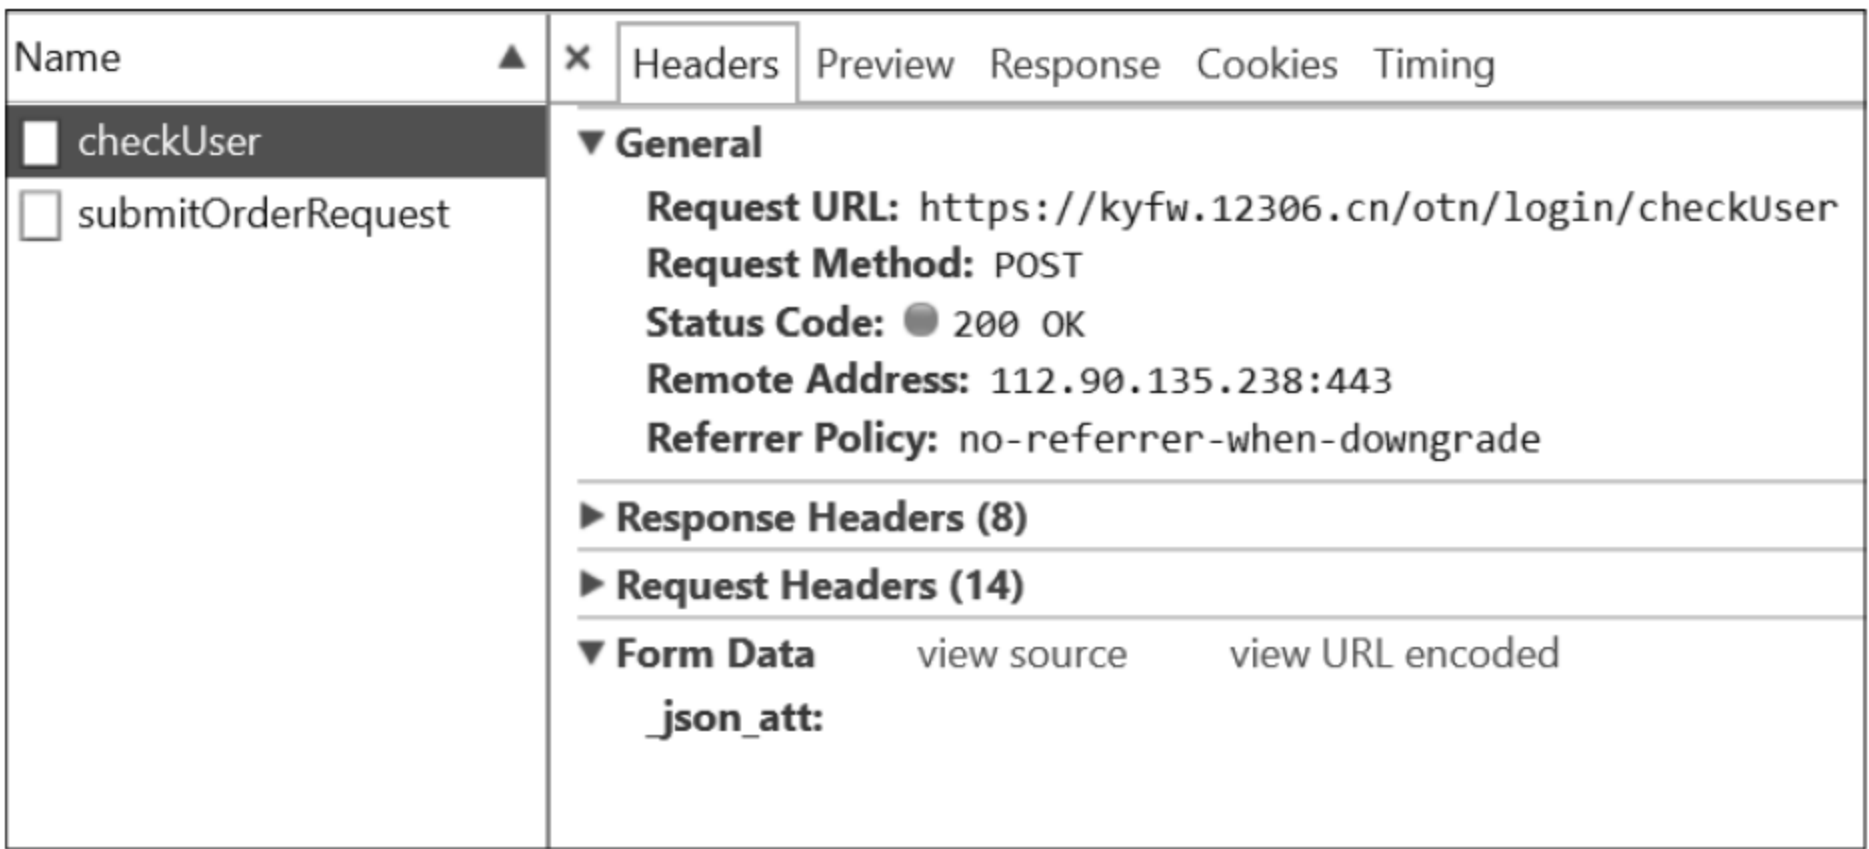 Name
checkUser
submitOrderRequest
Headers Preview Response Cookies Timing
General
Request URL: https://kyfw.12306.cn/otn/login/checkUser
Request Method: POST
Status Code: 200 OK
Remote Address: 112.90.135.238:443
Referrer Policy: no-referrer-when-downgrade
Response Headers (8)
Request Headers (14)
Form Data view source view URL encoded
_json_att: